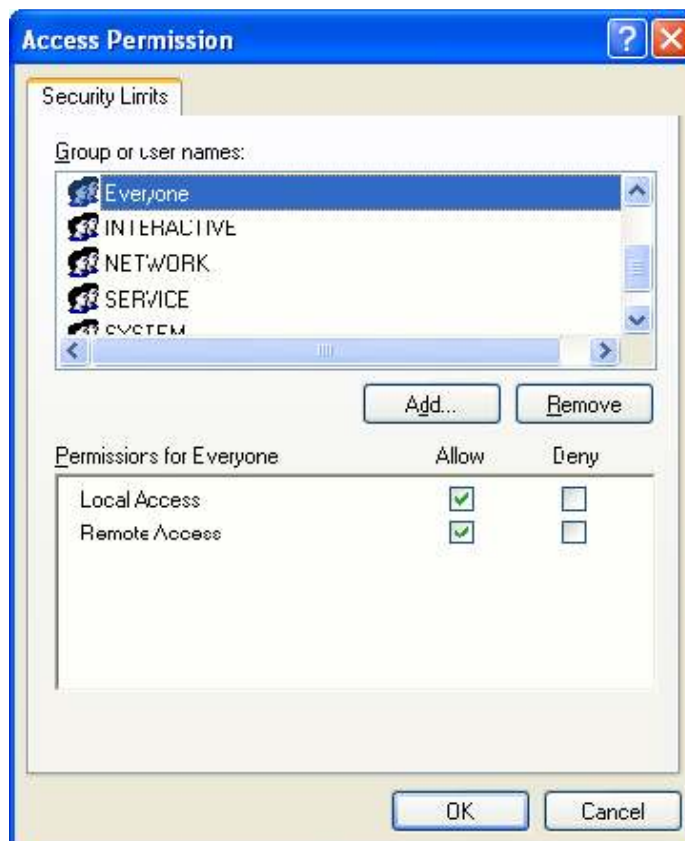 Access Permission
Security Limits
Group or user names:
Everyone
INTERACTIVE
NETWORK
SERVICE
SYSTEM
Add... Remove
Permissions for Everyone Allow Deny
Local Access
Remote Access
OK Cancel